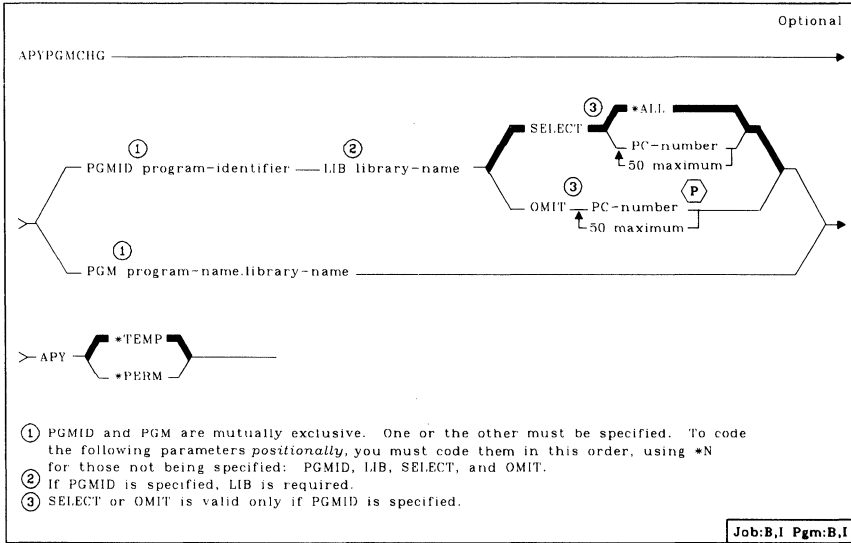 Optional
APYPGMCHG
③ *ALL
SELECT
PC-number
50 maximum
① ②
PGMID program-identifier LIB library-name
③ P
OMIT PC-number
50 maximum
①
PGM program-name.library-name
*TEMP
APY
*PERM
① PGMID and PGM are mutually exclusive. One or the other must be specified. To code
the following parameters positionally, you must code them in this order, using *N
for those not being specified: PGMID, LIB, SELECT, and OMIT.
② If PGMID is specified, LIB is required.
③ SELECT or OMIT is valid only if PGMID is specified.
Job:B,I Pgm:B,I